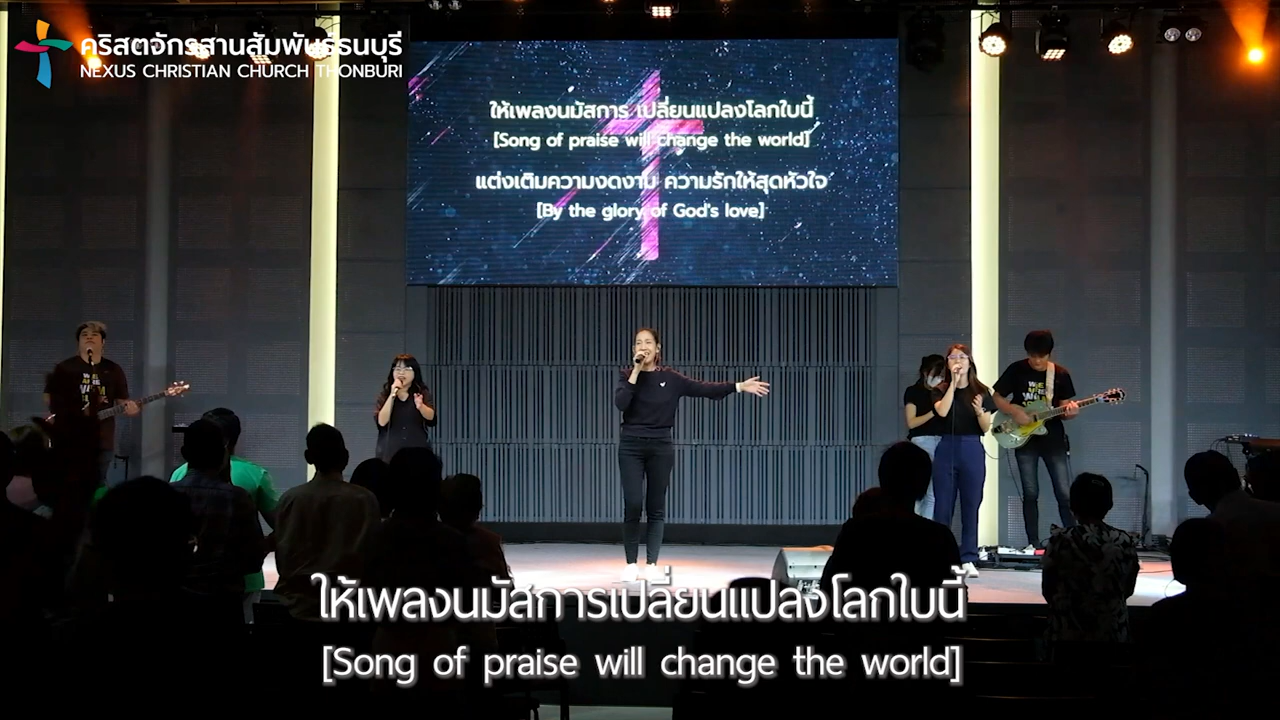 คริสตจักรสานสัมพันธ์ธนบุรี
NEXUS CHRISTIAN CHURCH THONBURI
ให้เพลงนมัสการ เปลี่ยนแปลงโลกใบนี้
[Song of praise will change the world]
แต่งเติมความงดงาม ความรักให้สุดหัวใจ
[By the glory of God's love]
WE
ARE
WE
ARE
ให้เพลงนมัสการเปลี่ยนแปลงโลกใบนี้
[Song of praise will change the world]